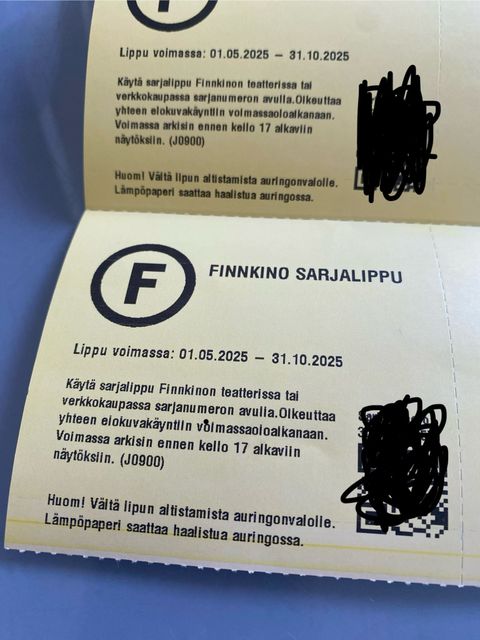 Lippu voimassa: 01.05.2025 – 31.10.2025
Käytä sarjalippu Finnkinon teatterissa tai
verkkokaupassa sarjanumeron avulla.Oikeuttaa
yhteen elokuvakäyntiin voimassaoloaikanaan.
Voimassa arkisin ennen kello 17 alkaviin
näytöksiin. (J0900)
Huom! Vältä lipun altistamista auringonvalolle.
Lämpöpaperi saattaa haalistua auringossa.
F
FINNKINO SARJALIPPU
Lippu voimassa: 01.05.2025 – 31.10.2025
Käytä sarjalippu Finnkinon teatterissa tai
verkkokaupassa sarjanumeron avulla.Oikeuttaa
yhteen elokuvakäyntiin voimassaoloaikanaan.
Voimassa arkisin ennen kello 17 alkaviin
näytöksiin. (J0900)
Huom! Vältä lipun altistamista auringonvalolle.
Lämpöpaperi saattaa haalistua auringossa.